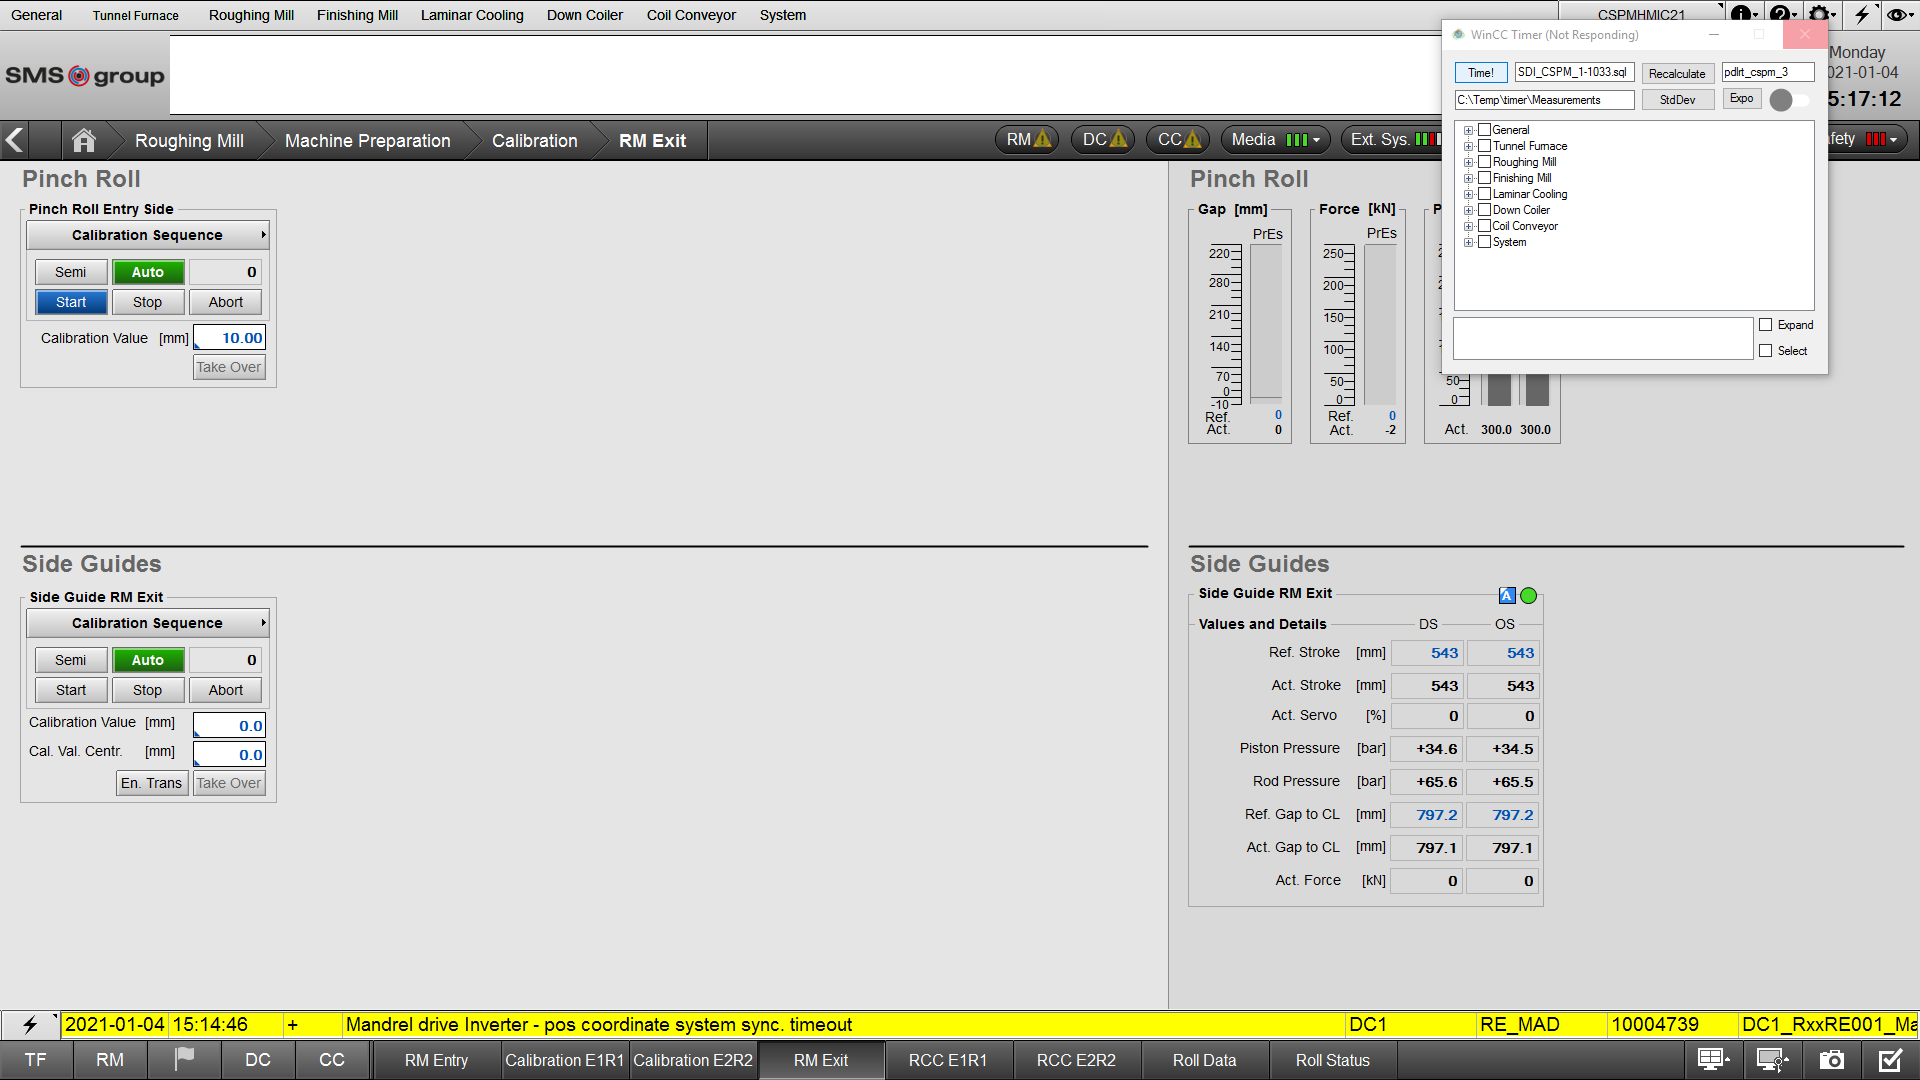 General Tunnel Furnace Roughing Mill Finishing Mill Laminar Cooling Down Coiler Coil Conveyor System CSPMHMIC21
SMS group
WinCC Timer (Not Responding)
Time! SDI_CSPM_1-1033.sql Recalculate pdlrt_cspm_3
C:\Temp\timer\Measurements StdDev Expo
General
Tunnel Furnace
Roughing Mill
Finishing Mill
Laminar Cooling
Down Coiler
Coil Conveyor
System
Expand
Select
Monday
021-01-04
5:17:12
Roughing Mill Machine Preparation Calibration RM Exit RM DC CC Media Ext. Sys. fety
Pinch Roll
Pinch Roll Entry Side
Calibration Sequence
Semi Auto 0
Start Stop Abort
Calibration Value [mm] 10.00
Take Over
Pinch Roll
Gap [mm]
PrEs
220
280
210
140
70
0
-10
Ref. 0
Act. 0
Force [kN]
PrEs
250
200
150
100
50
0
Ref. 0
Act. -2
P
50
0
Act. 300.0 300.0
Side Guides
Side Guide RM Exit
Calibration Sequence
Semi Auto 0
Start Stop Abort
Calibration Value [mm] 0.0
Cal. Val. Centr. [mm] 0.0
En. Trans Take Over
Side Guides
Side Guide RM Exit A
Values and Details DS OS
Ref. Stroke [mm] 543 543
Act. Stroke [mm] 543 543
Act. Servo [%] 0 0
Piston Pressure [bar] +34.6 +34.5
Rod Pressure [bar] +65.6 +65.5
Ref. Gap to CL [mm] 797.2 797.2
Act. Gap to CL [mm] 797.1 797.1
Act. Force [kN] 0 0
2021-01-04 15:14:46 + Mandrel drive Inverter - pos coordinate system sync. timeout DC1 RE_MAD 10004739 DC1_RxxRE001_Ma
TF RM DC CC RM Entry Calibration E1R1 Calibration E2R2 RM Exit RCC E1R1 RCC E2R2 Roll Data Roll Status